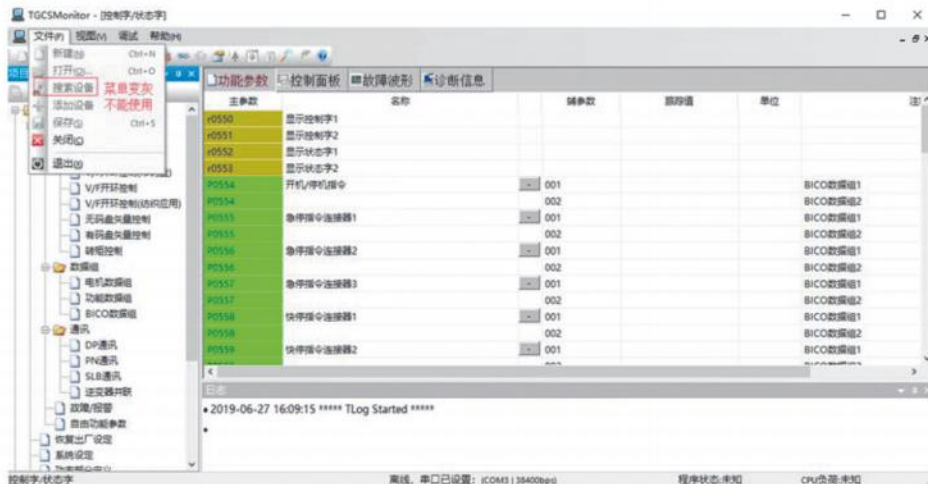 TGCSMonitor - [控制字/状态字]
文件(F) 视图(V) 调试 帮助(H)
新建(N) Ctrl+N
打开(O)... Ctrl+O
搜索设备 菜单变灰
添加设备 不能使用
保存(S) Ctrl+S
关闭(C)
退出(X)
功能参数 控制面板 故障波形 诊断信息
主参数 名称 辅参数 跟踪值 单位 注
r0550 显示控制字1
r0551 显示控制字2
r0552 显示状态字1
r0553 显示状态字2
P0554 开机/停机指令 001 BICO数据组1
P0554 002 BICO数据组2
P0555 急停指令连接器1 001 BICO数据组1
P0555 002 BICO数据组2
P0556 急停指令连接器2 001 BICO数据组1
P0556 002 BICO数据组2
P0557 急停指令连接器3 001 BICO数据组1
P0557 002 BICO数据组2
P0558 快停指令连接器1 001 BICO数据组1
P0558 002 BICO数据组2
P0559 快停指令连接器2 001 BICO数据组1
V/F开环控制
V/F开环控制(纺织应用)
无码盘矢量控制
有码盘矢量控制
转矩控制
数据组
电机数据组
功能数据组
BICO数据组
通讯
DP通讯
PN通讯
SLB通讯
逆变器并联
故障/报警
自由功能参数
恢复出厂设定
系统设定
日志
2019-06-27 16:09:15 ***** TLog Started *****
控制字/状态字 离线, 串口已设置: (COM3 | 38400bps) 程序状态:未知 CPU负荷:未知